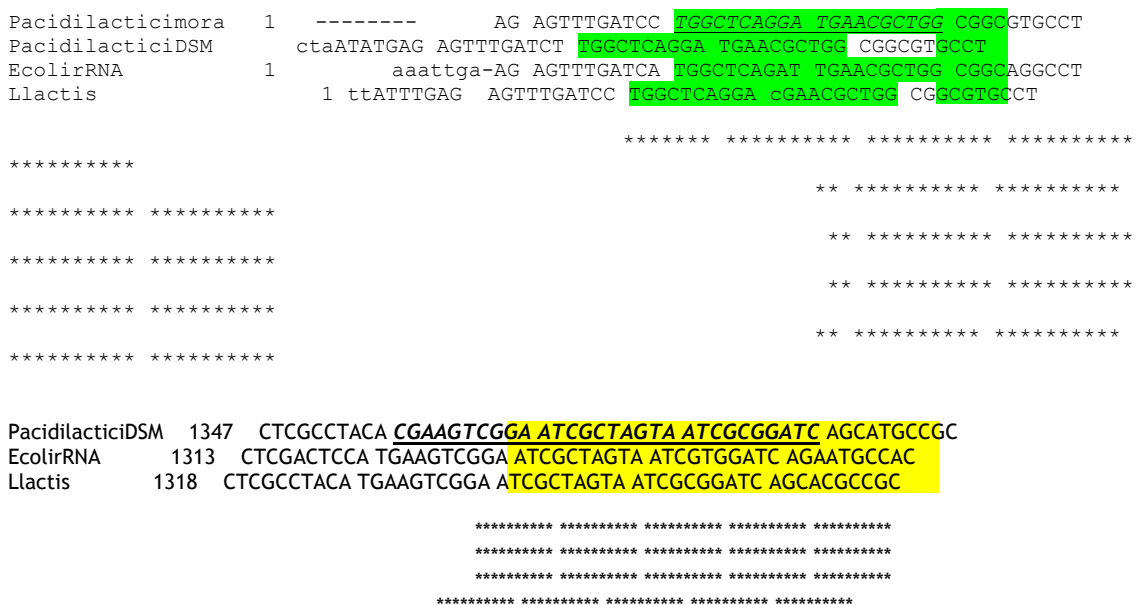 Pacidilacticimora 1 -------- AG AGTTTGATCC TGGCTCAGGA TGAACGCTGG CGGCGTGCCT
PacidilacticiDSM ctaATATGAG AGTTTGATCT TGGCTCAGGA TGAACGCTGG CGGCGTGCCT
EcolirRNA 1 aaattga-AG AGTTTGATCA TGGCTCAGAT TGAACGCTGG CGGCAGGCCT
Llactis 1 ttATTTGAG AGTTTGATCC TGGCTCAGGA cGAACGCTGG CGGCGTGCCT
******* ********** ********** **********
**********
** ********** **********
********** **********
** ********** **********
********** **********
** ********** **********
********** **********
** ********** **********
********** **********
PacidilacticiDSM 1347 CTCGCCTACA CGAAGTCGGA ATCGCTAGTA ATCGCGGATC AGCATGCCGC
EcolirRNA 1313 CTCGACTCCA TGAAGTCGGA ATCGCTAGTA ATCGTGGATC AGAATGCCAC
Llactis 1318 CTCGCCTACA TGAAGTCGGA ATCGCTAGTA ATCGCGGATC AGCACGCCGC
********** ********** ********** ********** **********
********** ********** ********** ********** **********
********** ********** ********** ********** **********
********** ********** ********** ********** **********